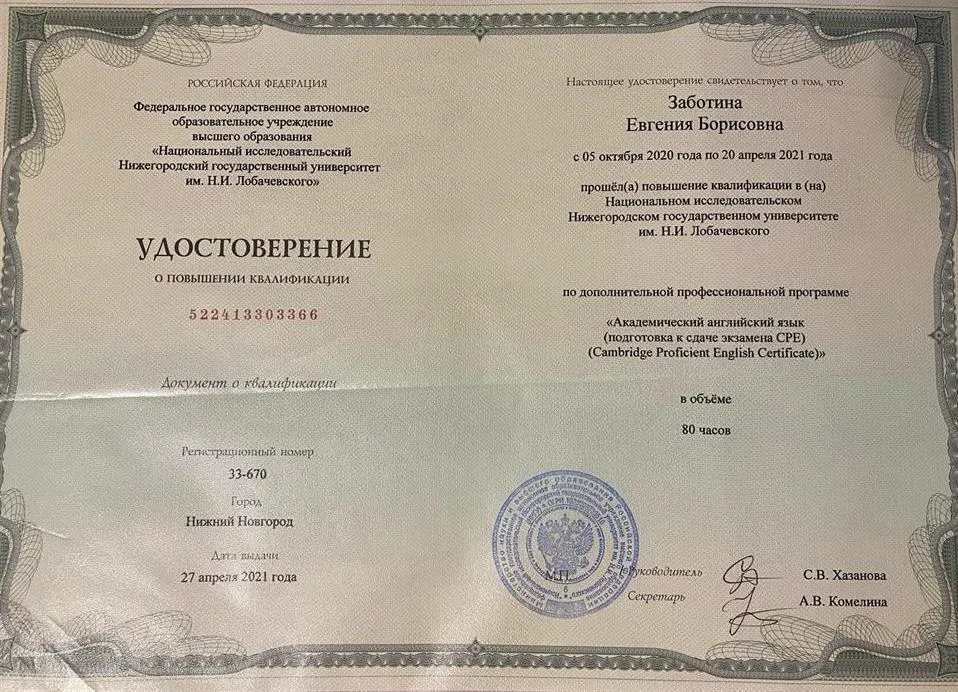 РОССИЙСКАЯ ФЕДЕРАЦИЯ
Федеральное государственное автономное
образовательное учреждение
высшего образования
«Национальный исследовательский
Нижегородский государственный университет
им. Н.И. Лобачевского»
УДОСТОВЕРЕНИЕ
О ПОВЫШЕНИИ КВАЛИФИКАЦИИ
522413303366
Документ о квалификации
Регистрационный номер
33-670
Город
Нижний Новгород
Дата выдачи
27 апреля 2021 года
Настоящее удостоверение свидетельствует о том, что
Заботина
Евгения Борисовна
с 05 октября 2020 года по 20 апреля 2021 года
прошёл(а) повышение квалификации в (на)
Национальном исследовательском
Нижегородском государственном университете
им. Н.И. Лобачевского
по дополнительной профессиональной программе
«Академический английский язык
(подготовка к сдаче экзамена CPE)
(Cambridge Proficient English Certificate)»
в объёме
80 часов
М.П.
Руководитель
С.В. Хазанова
Секретарь
А.В. Комелина